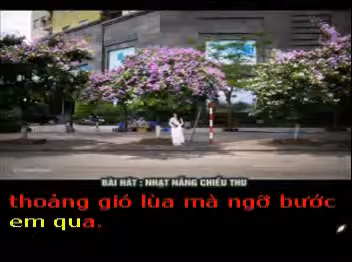 BÀI HÁT : NHẠT NẮNG CHIỀU THU
thoảng gió lùa mà ngỡ bước
em qua.